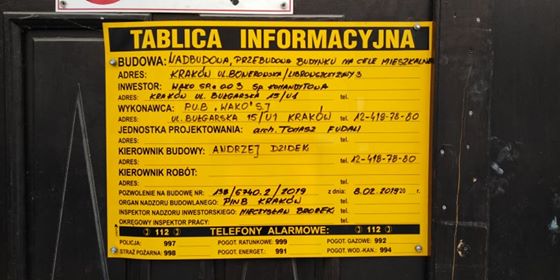 TABLICA INFORMACYJNA
BUDOWA: NADBUDOWA, PRZEBUDOWA BUDYNKU NA CELE MIESZKALNE
ADRES: KRAKÓW UL. BONEROWSKA/LIBROWSZCZYZNY 3
INWESTOR: WAKO SP. O O 3 SP KOMANDYTOWA
ADRES: KRAKÓW UL. BUŁGARSKA 15/U1 tel.
WYKONAWCA: P.U.B "WAKO" S.J
ADRES: UL. BUŁGARSKA 15/U1 KRAKÓW tel. 12-418-78-80
JEDNOSTKA PROJEKTOWANIA: arch. TOMASZ FUDALI
ADRES: tel.
KIEROWNIK BUDOWY: ANDRZEJ DZIDEK
ADRES: tel. 12-418-78-80
KIEROWNIK ROBÓT:
ADRES: tel.
POZWOLENIE NA BUDOWĘ NR: /6740.2/2019 z dnia: 8.02.2019 20 r.
ORGAN NADZORU BUDOWLANEGO: PINB KRAKÓW tel.
INSPEKTOR NADZORU INWESTORSKIEGO: MIECZYSŁAW BROŻEK tel.
OKRĘGOWY INSPEKTOR PRACY: tel.
112 TELEFONY ALARMOWE: 112
POLICJA: 997 POGOT. RATUNKOWE: 999 POGOT. GAZOWE: 992
STRAŻ POŻARNA: 998 POGOT. ENERGET.: 991 POGOT. WOD.-KAN.: 994